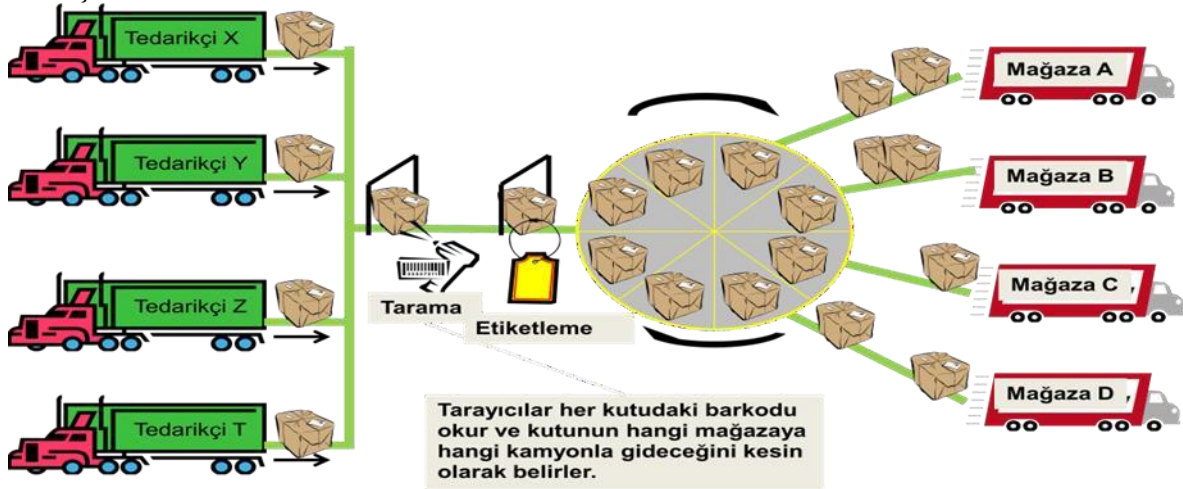 Tedarikçi X
Tedarikçi Y
Tedarikçi Z
Tedarikçi T
Tarama
Etiketleme
Tarayıcılar her kutudaki barkodu
okur ve kutunun hangi mağazaya
hangi kamyonla gideceğini kesin
olarak belirler.
Mağaza A
Mağaza B
Mağaza C
Mağaza D